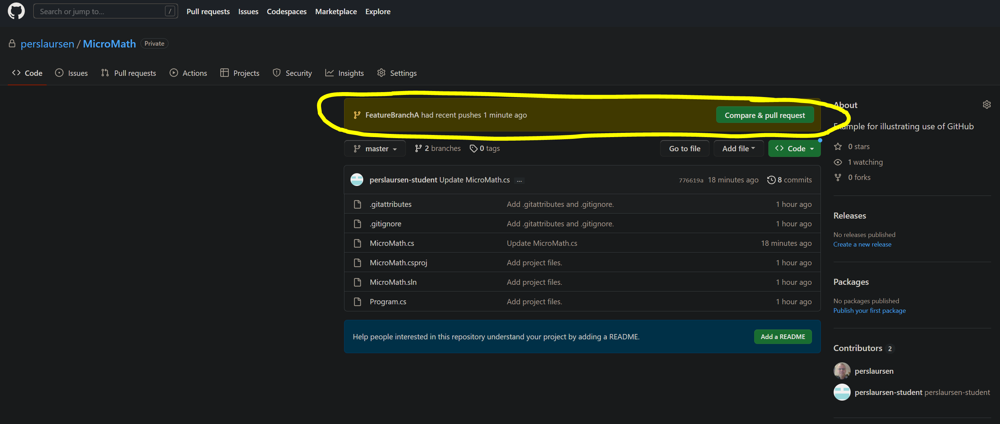 Search or jump to... /
Pull requests Issues Codespaces Marketplace Explore
perslaursen / MicroMath Private
Code Issues Pull requests Actions Projects Security Insights Settings
FeatureBranchA had recent pushes 1 minute ago Compare & pull request
master 2 branches 0 tags Go to file Add file Code
perslaursen-student Update MicroMath.cs ... 776619a 18 minutes ago 8 commits
.gitattributes Add .gitattributes and .gitignore. 1 hour ago
.gitignore Add .gitattributes and .gitignore. 1 hour ago
MicroMath.cs Update MicroMath.cs 18 minutes ago
MicroMath.csproj Add project files. 1 hour ago
MicroMath.sln Add project files. 1 hour ago
Program.cs Add project files. 1 hour ago
Help people interested in this repository understand your project by adding a README. Add a README
About
Example for illustrating use of GitHub
0 stars
1 watching
0 forks
Releases
No releases published
Create a new release
Packages
No packages published
Publish your first package
Contributors 2
perslaursen
perslaursen-student perslaursen-student